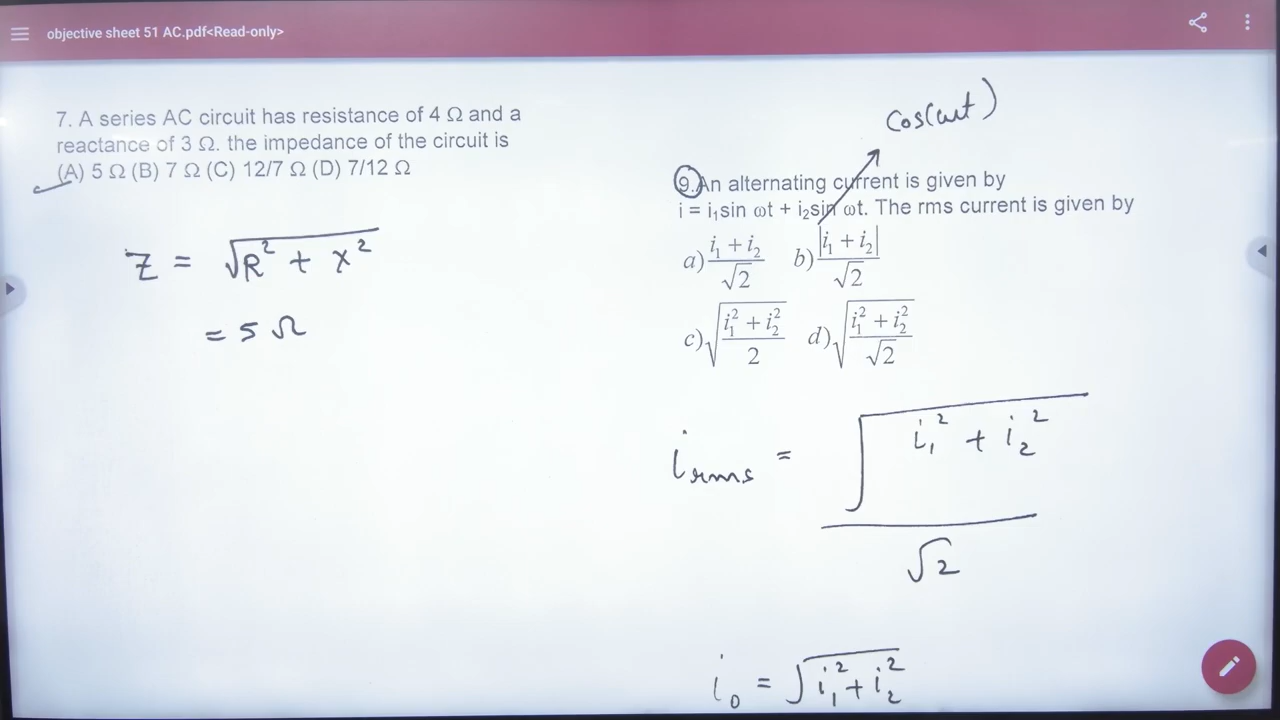 objective sheet 51 AC.pdf<Read-only>
7. A series AC circuit has resistance of 4 Ω and a
reactance of 3 Ω. the impedance of the circuit is
(A) 5 Ω (B) 7 Ω (C) 12/7 Ω (D) 7/12 Ω
Z = √(R² + X²)
= 5 Ω
cos(ωt)
9. An alternating current is given by
i = i₁sin ωt + i₂sin ωt. The rms current is given by
a) (i₁ + i₂)/√2 b) |i₁ + i₂|/√2
c) √((i₁² + i₂²)/2) d) √((i₁² + i₂²)/√2)
i_rms = √(i₁² + i₂²)/√2
i₀ = √(i₁² + i₂²)